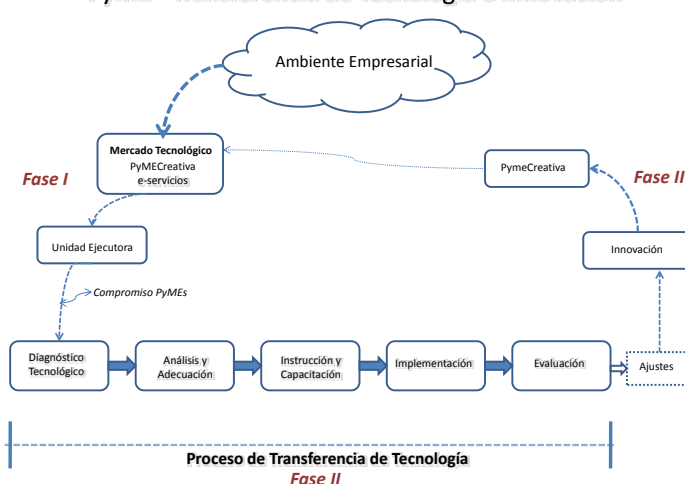 Ambiente Empresarial
Mercado Tecnológico
PyMECreativa
e-servicios
PymeCreativa
Fase I
Fase II
Unidad Ejecutora
Innovación
Compromiso PyMEs
Diagnóstico
Tecnológico
Análisis y
Adecuación
Instrucción y
Capacitación
Implementación
Evaluación
Ajustes
Proceso de Transferencia de Tecnología
Fase II